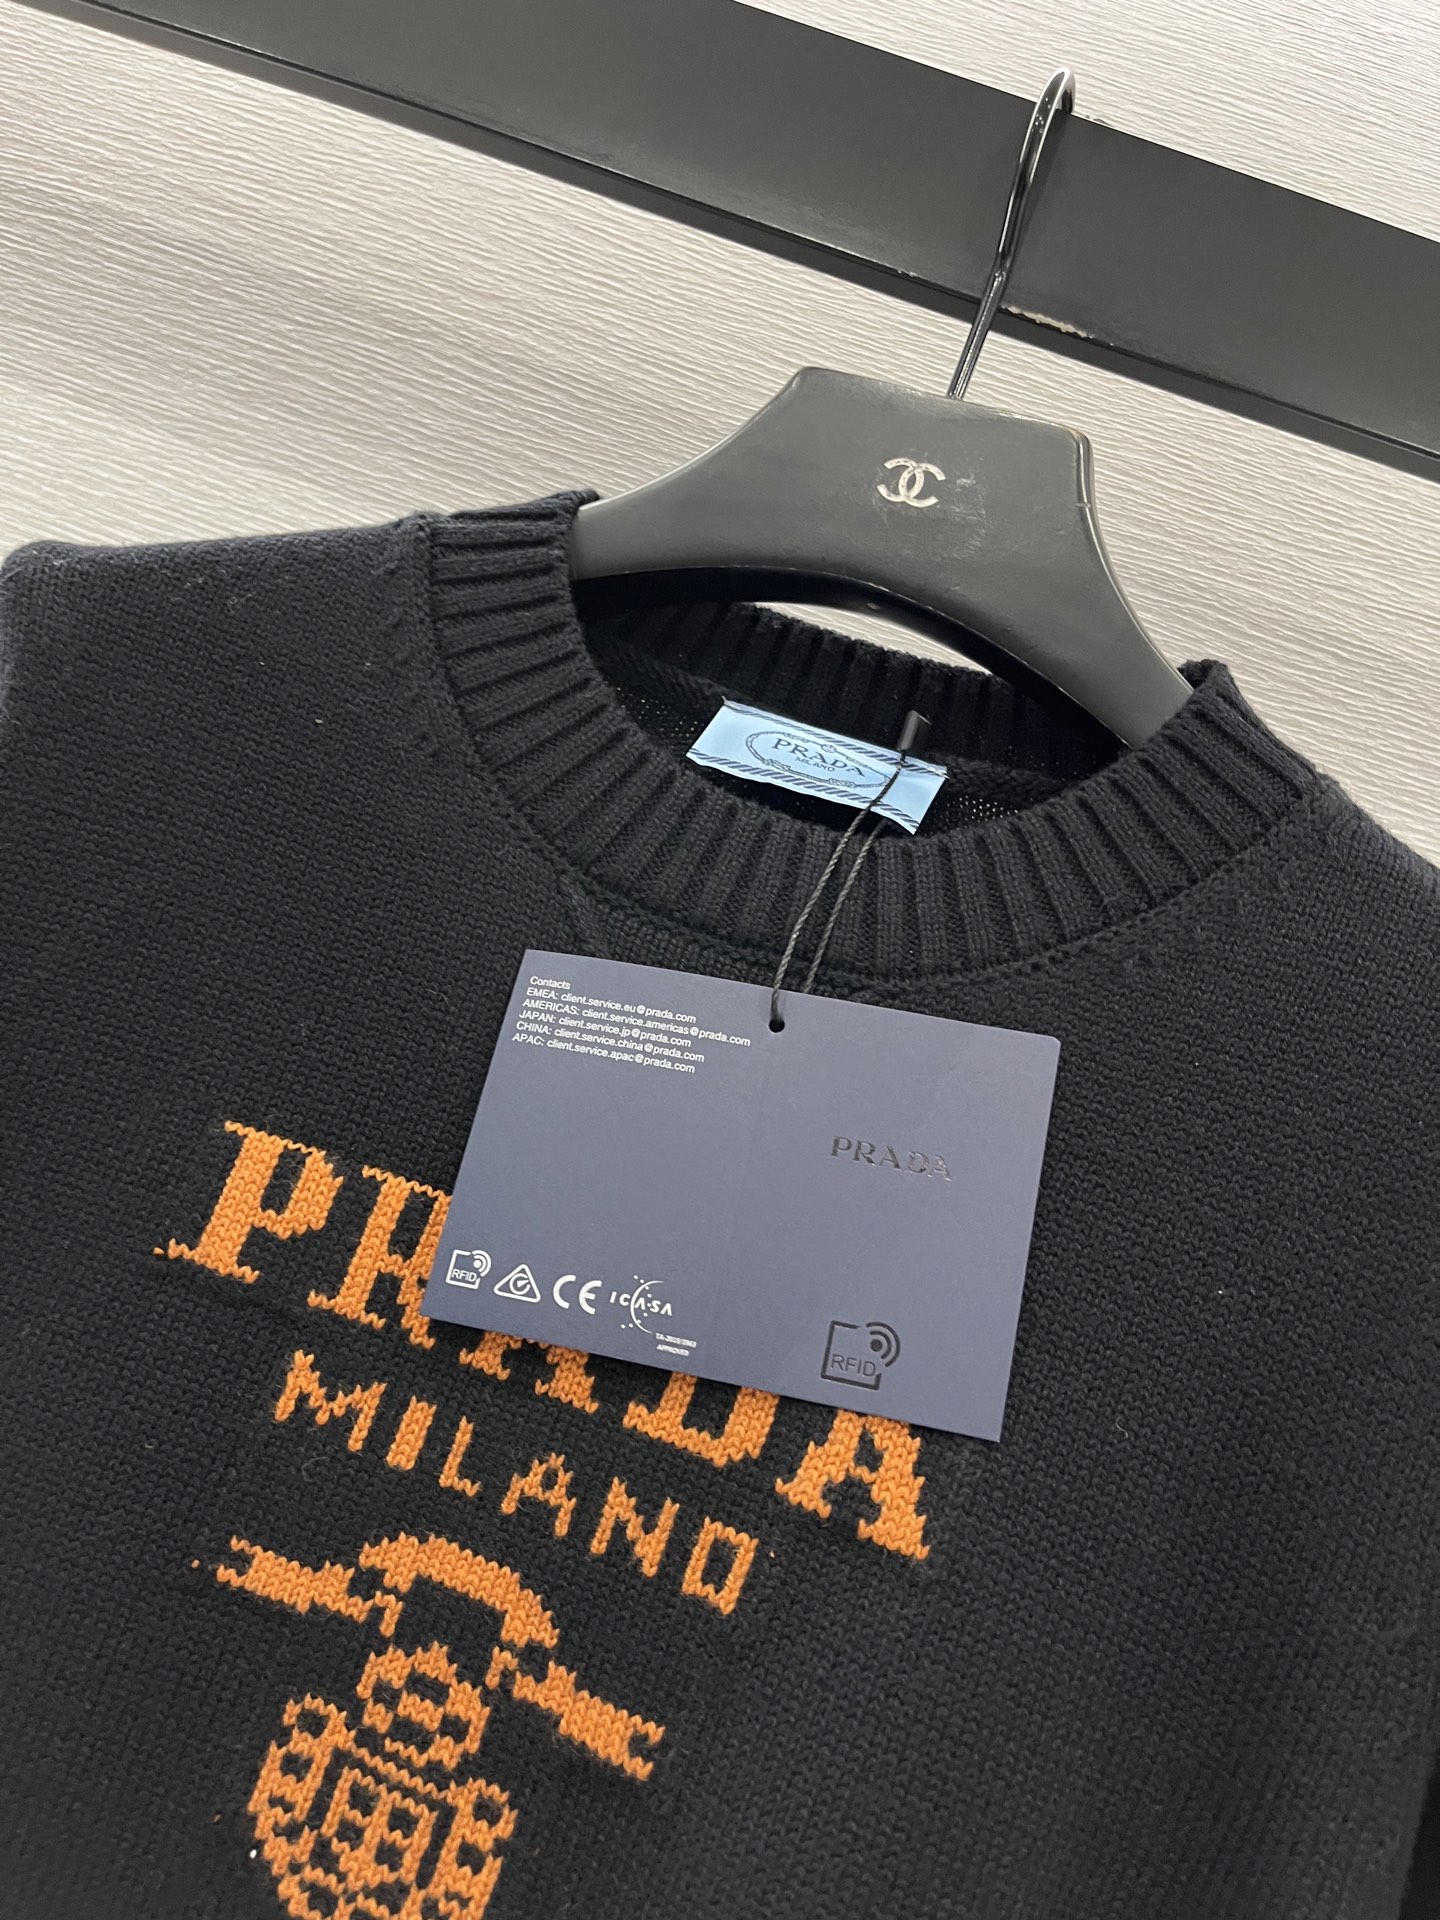 PRADA
MILANO
Contacts
EMEA: client.service.eu@prada.com
AMERICAS: client.service.americas@prada.com
JAPAN: client.service.jp@prada.com
CHINA: client.service.china@prada.com
APAC: client.service.apac@prada.com
PRADA
RFID
CE
ICASA
APPROVED
RFID
PRADA
MILANO